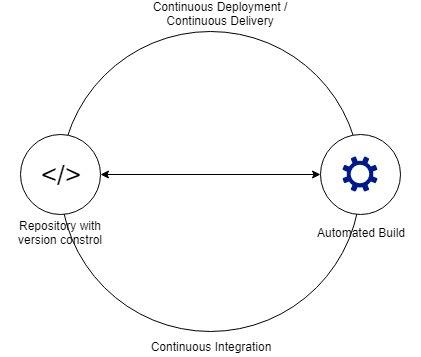 Continuous Deployment /
Continuous Delivery
</>
Repository with
version constrol
Automated Build
Continuous Integration